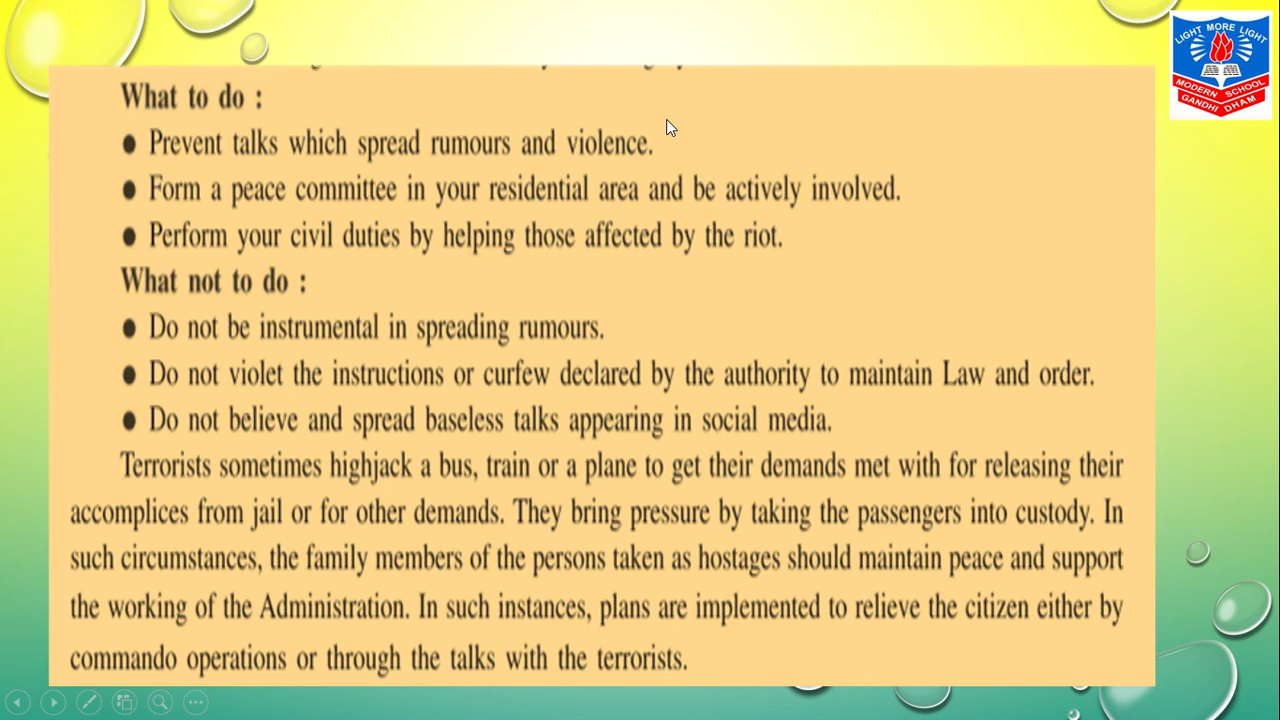 LIGHT MORE LIGHT
MODERN SCHOOL
GANDHI DHAM
What to do :
● Prevent talks which spread rumours and violence.
● Form a peace committee in your residential area and be actively involved.
● Perform your civil duties by helping those affected by the riot.
What not to do :
● Do not be instrumental in spreading rumours.
● Do not violet the instructions or curfew declared by the authority to maintain Law and order.
● Do not believe and spread baseless talks appearing in social media.
Terrorists sometimes highjack a bus, train or a plane to get their demands met with for releasing their
accomplices from jail or for other demands. They bring pressure by taking the passengers into custody. In
such circumstances, the family members of the persons taken as hostages should maintain peace and support
the working of the Administration. In such instances, plans are implemented to relieve the citizen either by
commando operations or through the talks with the terrorists.